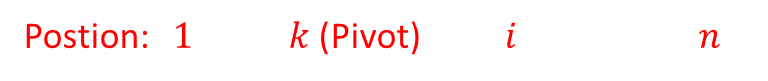 Postion: 1 k (Pivot) i n